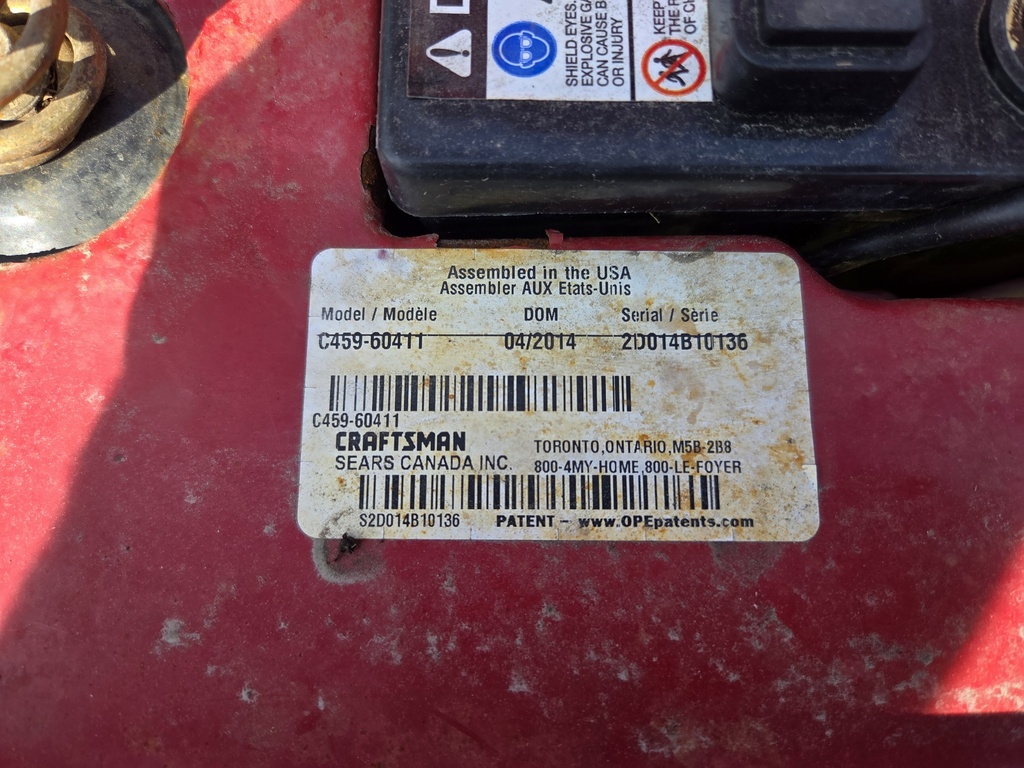 SHIELD EYES.
EXPLOSIVE GA
CAN CAUSE B
OR INJURY
KEEP
THE R
OF C
Assembled in the USA
Assembler AUX Etats-Unis
Model / Modèle DOM Serial / Série
C459-60411 04/2014 2D014B10136
C459-60411
CRAFTSMAN TORONTO,ONTARIO,M5B-2B8
SEARS CANADA INC. 800-4MY-HOME,800-LE-FOYER
S2D014B10136 PATENT - www.OPEpatents.com